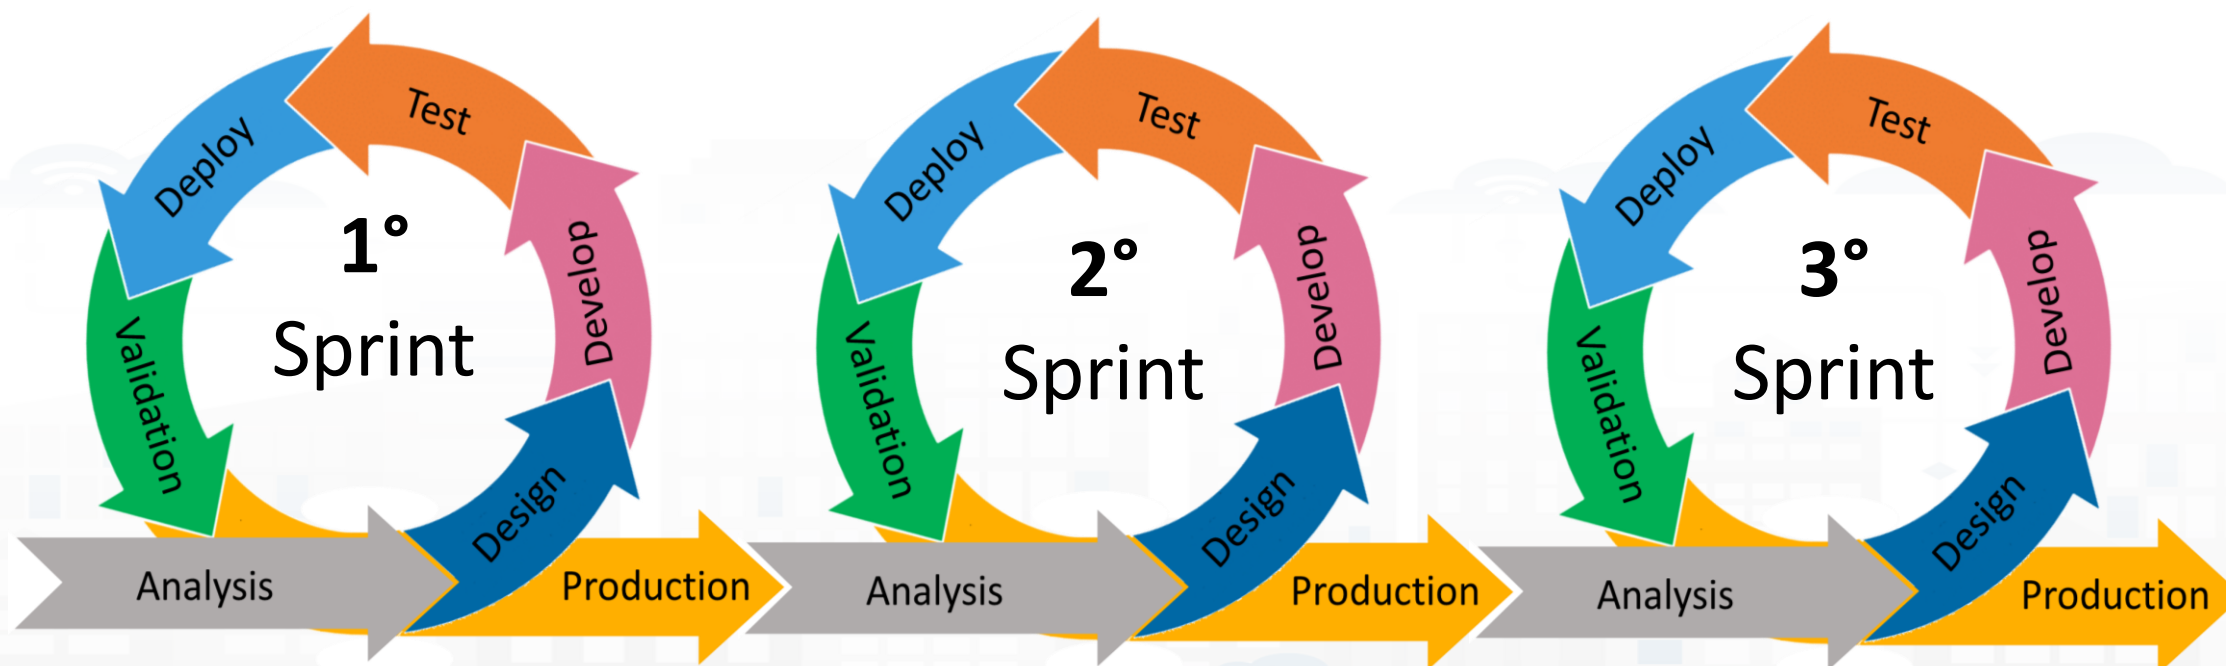 Test
Deploy
1°
Sprint
Develop
Validation
Design
Analysis
Production
Test
Deploy
2°
Sprint
Develop
Validation
Design
Analysis
Production
Test
Deploy
3°
Sprint
Develop
Validation
Design
Analysis
Production